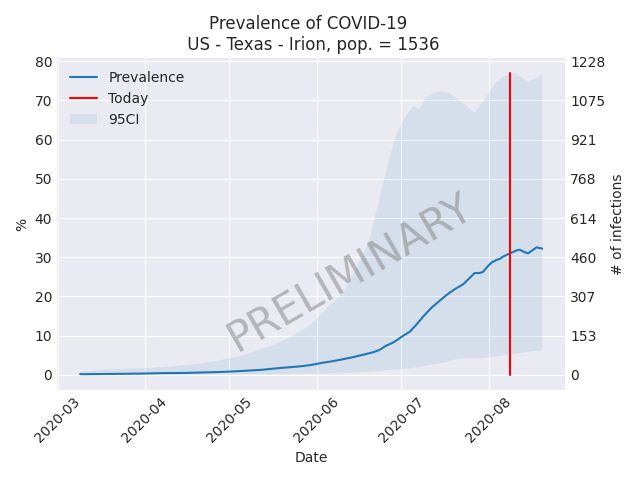 Prevalence of COVID-19
US - Texas - Irion, pop. = 1536
80 1228
70 1075
60 921
50 768
40 614
30 460
20 307
10 153
0 0
%
# of infections
Prevalence
Today
95CI
PRELIMINARY
2020-03 2020-04 2020-05 2020-06 2020-07 2020-08
Date